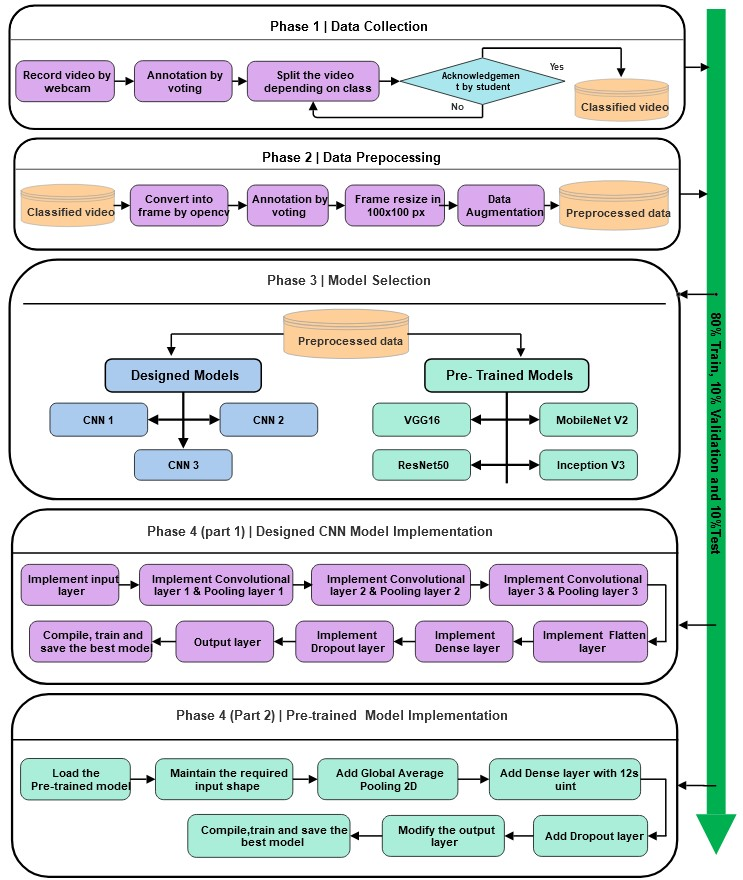 Phase 1 | Data Collection
Record video by
webcam
Annotation by
voting
Split the video
depending on class
Acknowledgemen
t by student
Yes
No
Classified video
Phase 2 | Data Prepocessing
Classified video
Convert into
frame by opencv
Annotation by
voting
Frame resize in
100x100 px
Data
Augmentation
Preprocessed data
Phase 3 | Model Selection
Preprocessed data
Designed Models
CNN 1
CNN 2
CNN 3
Pre- Trained Models
VGG16
MobileNet V2
ResNet50
Inception V3
80% Train, 10% Validation and 10%Test
Phase 4 (part 1) | Designed CNN Model Implementation
Implement input
layer
Implement Convolutional
layer 1 & Pooling layer 1
Implement Convolutional
layer 2 & Pooling layer 2
Implement Convolutional
layer 3 & Pooling layer 3
Implement Flatten
layer
Implement
Dense layer
Implement
Dropout layer
Output layer
Compile, train and
save the best model
Phase 4 (Part 2) | Pre-trained Model Implementation
Load the
Pre-trained model
Maintain the required
input shape
Add Global Average
Pooling 2D
Add Dense layer with 12s
uint
Add Dropout layer
Modify the output
layer
Compile,train and save the
best model